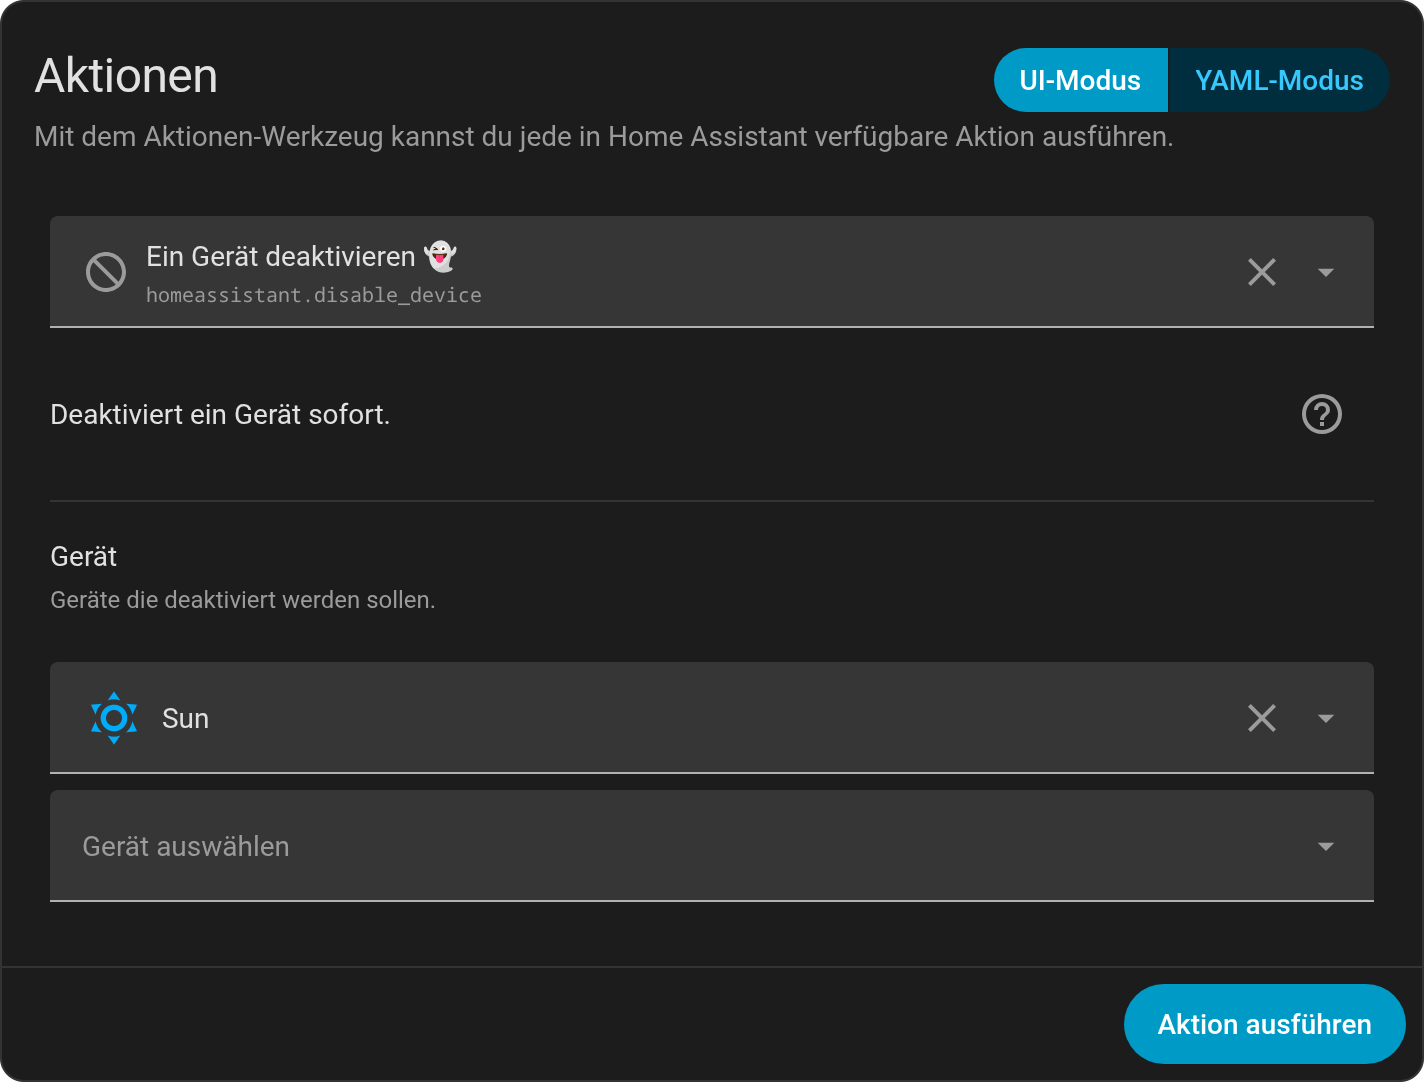 Aktionen
UI-Modus
YAML-Modus
Mit dem Aktionen-Werkzeug kannst du jede in Home Assistant verfügbare Aktion ausführen.
Ein Gerät deaktivieren 👻
homeassistant.disable_device
Deaktiviert ein Gerät sofort.
Gerät
Geräte die deaktiviert werden sollen.
Sun
Gerät auswählen
Aktion ausführen